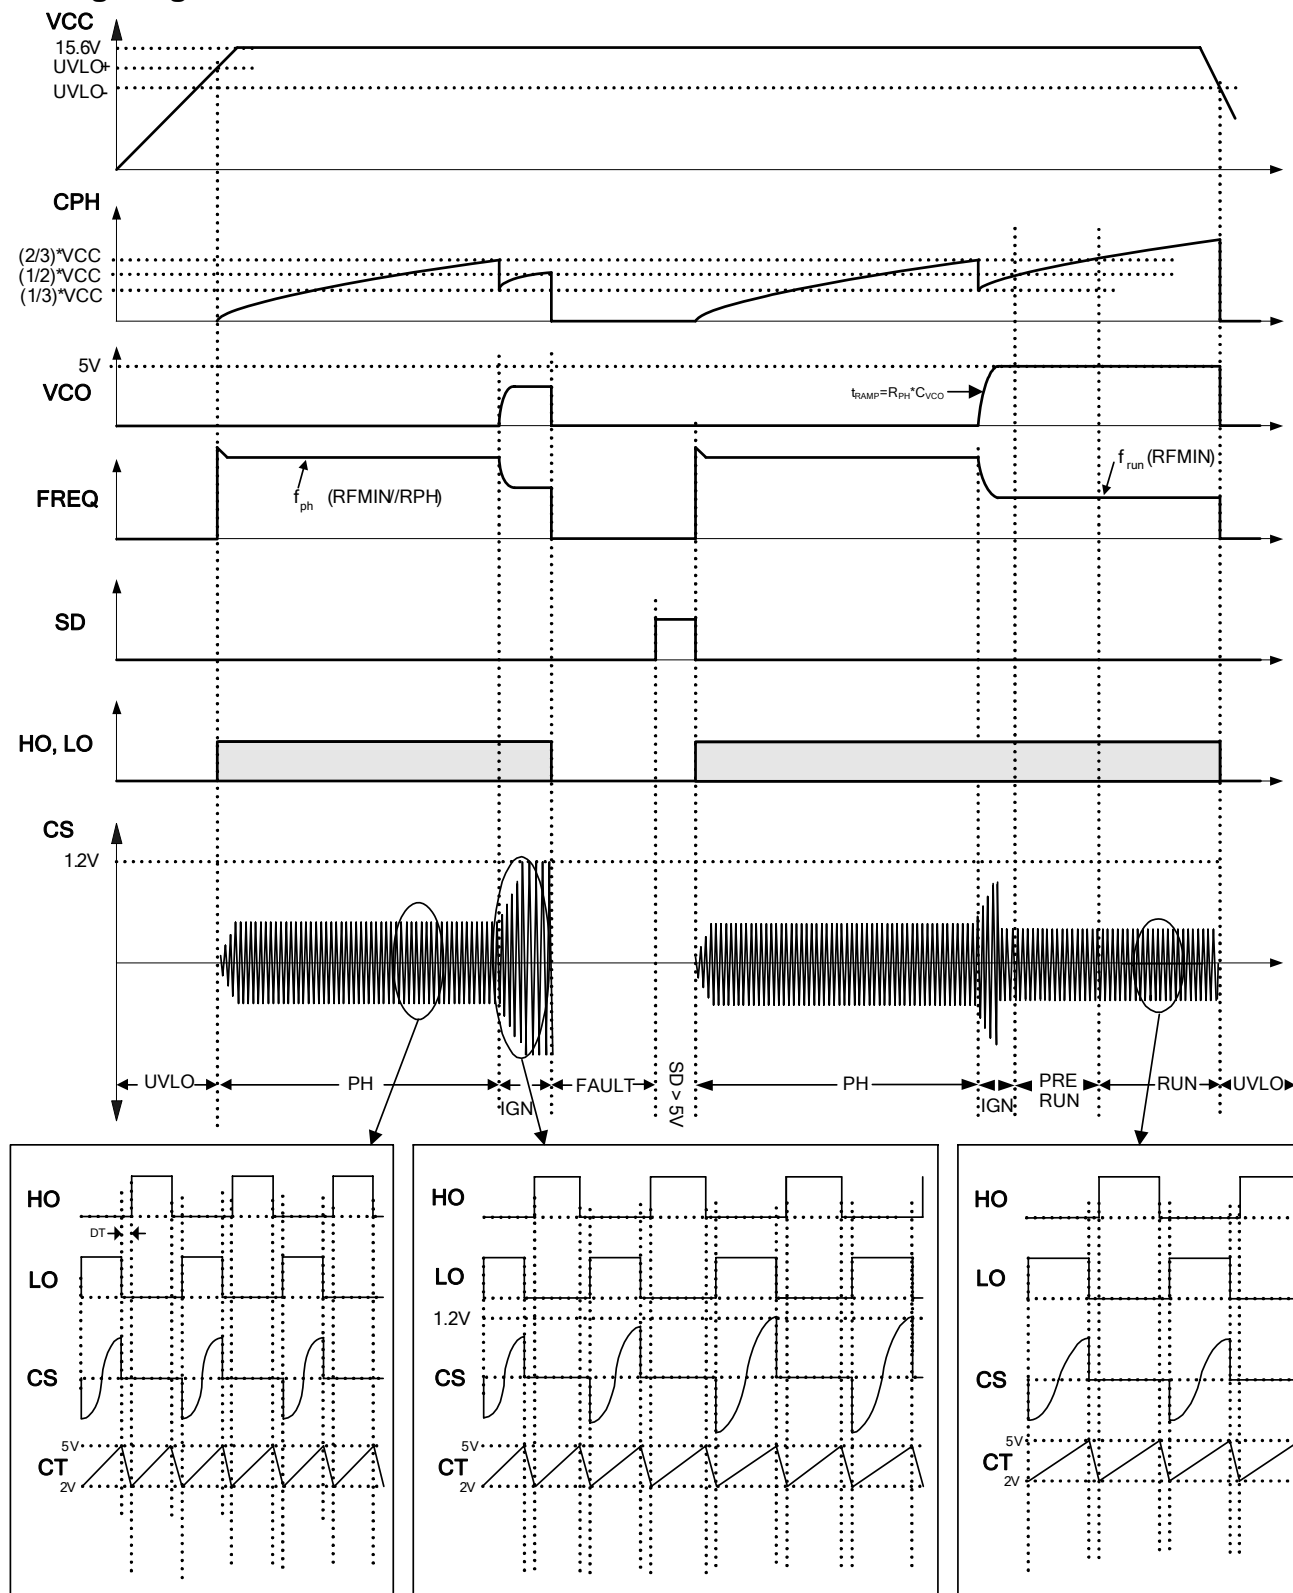 VCC
15.6V
UVLO+
UVLO-
CPH
(2/3)*VCC
(1/2)*VCC
(1/3)*VCC
5V
VCO
tRAMP=RPH*CVCO
FREQ
fph (RFMIN//RPH)
frun(RFMIN)
SD
HO, LO
CS
1.2V
UVLO
PH
IGN
FAULT
SD > 5V
PH
IGN
PRE
RUN
RUN
UVLO
HO
DT
LO
CS
5V
CT
2V
HO
LO
1.2V
CS
5V
CT
2V
HO
LO
CS
5V
CT
2V